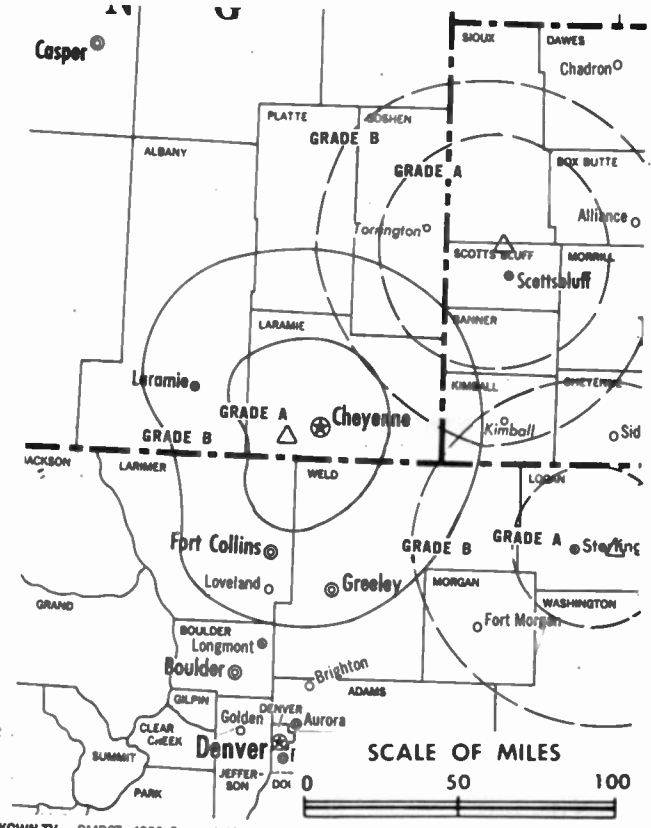 N G
Casper
SIOUX
DAWES
Chadron
PLATTE
GOSHEN
GRADE B
GRADE A
ALBANY
BOX BUTTE
Torrington
Alliance
SCOTTS BLUFF
MORRILL
Scottsbluff
BANNER
LARAMIE
Laramie
KIMBALL
CHEYENNE
GRADE A
Cheyenne
Kimball
GRADE B
Sid
JACKSON
LARIMER
WELD
LOGAN
Fort Collins
GRADE B
GRADE A
Loveland
Greeley
MORGAN
WASHINGTON
GRAND
Fort Morgan
BOULDER
Longmont
Boulder
Brighton
ADAMS
GILPIN
DENVER
Golden
Aurora
CLEAR
CREEK
Denver
SUMMIT
JEFFER-
SON
DOU
PARK
SCALE OF MILES
0 50 100